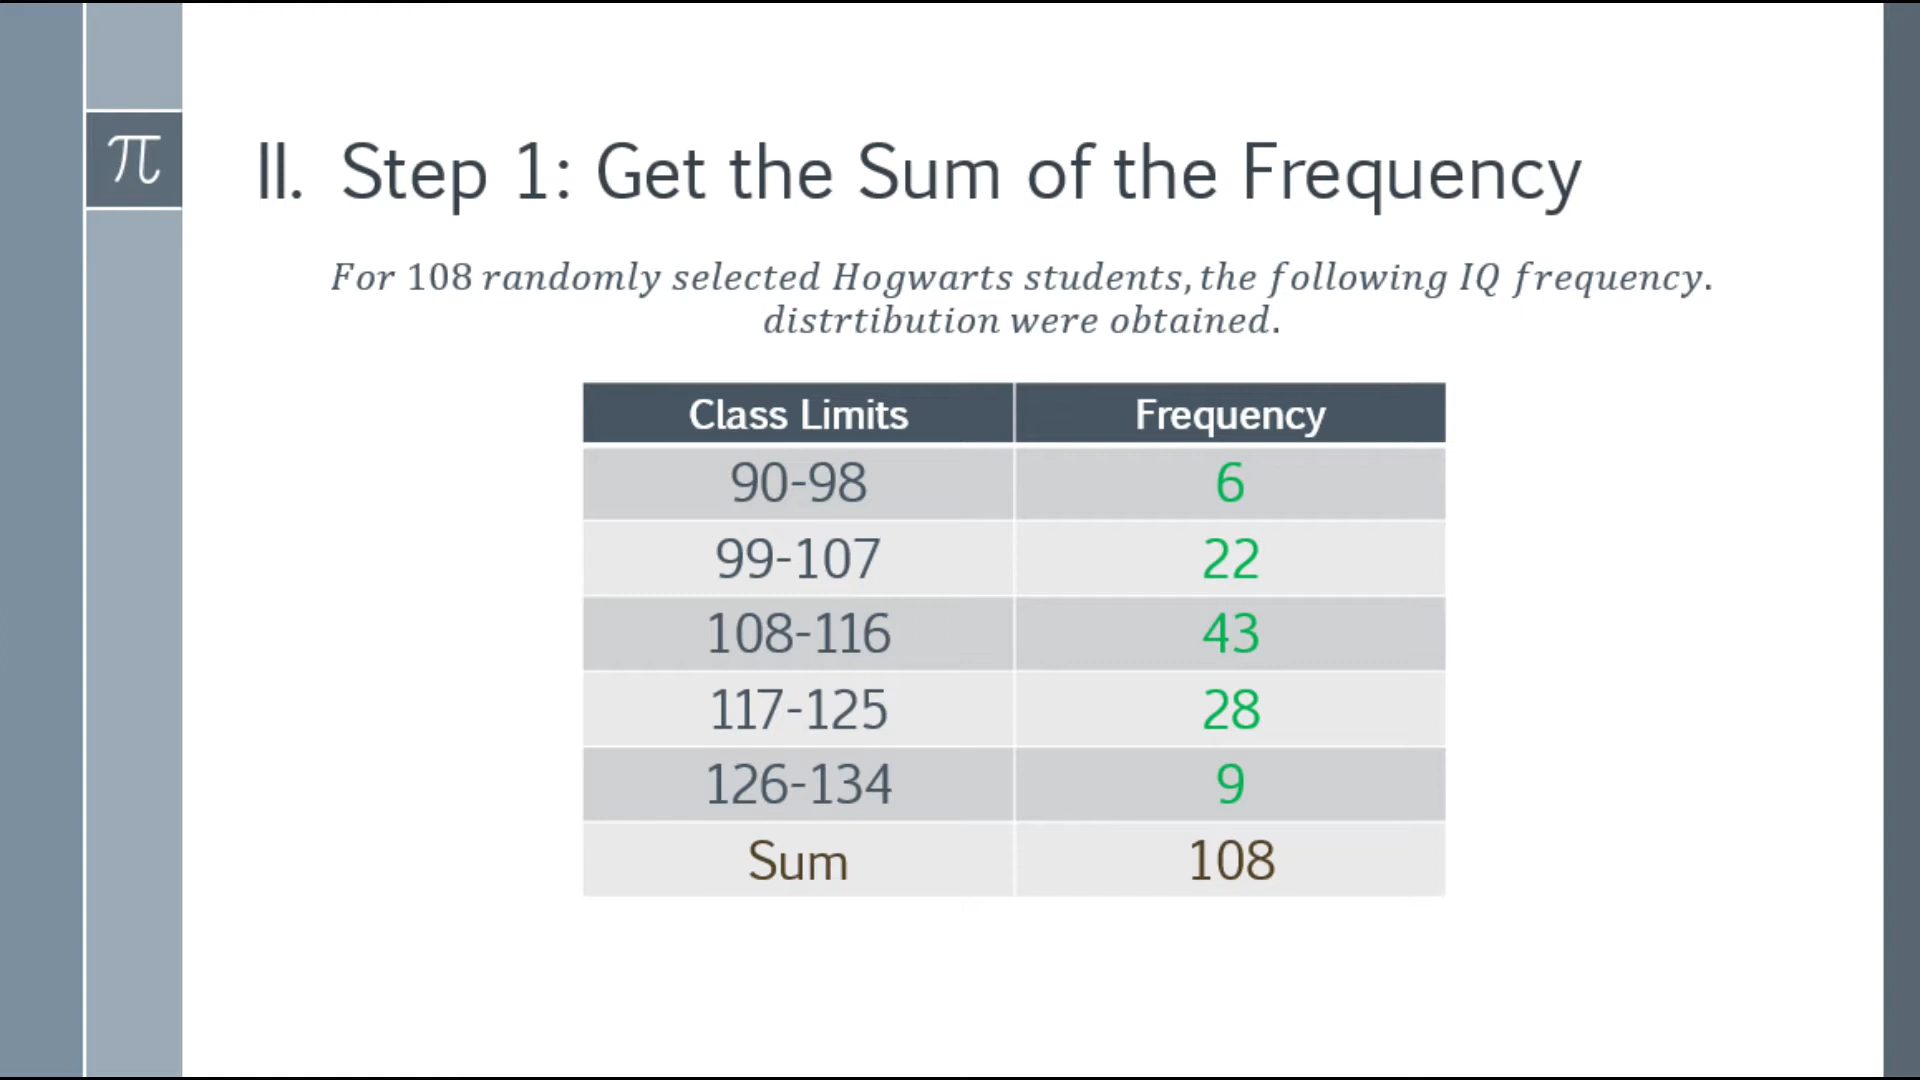 π
II. Step 1: Get the Sum of the Frequency
For 108 randomly selected Hogwarts students, the following IQ frequency.
distrtibution were obtained.
Class Limits Frequency
90-98 6
99-107 22
108-116 43
117-125 28
126-134 9
Sum 108